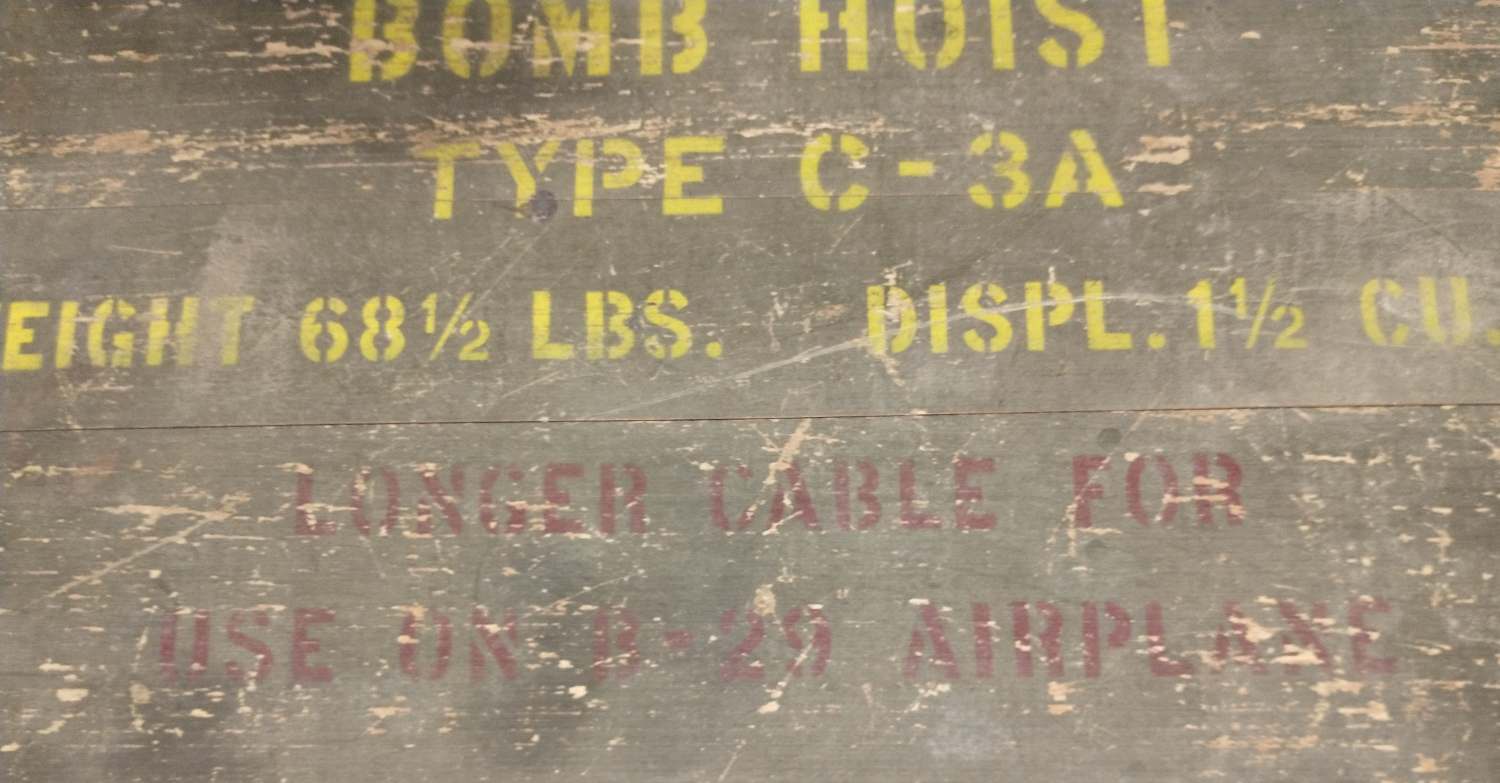 BOMB HOIST
TYPE C-3A
EIGHT 68½ LBS. DISPL. 1½ CU.
LONGER CABLE FOR
USE ON B-29 AIRPLANE